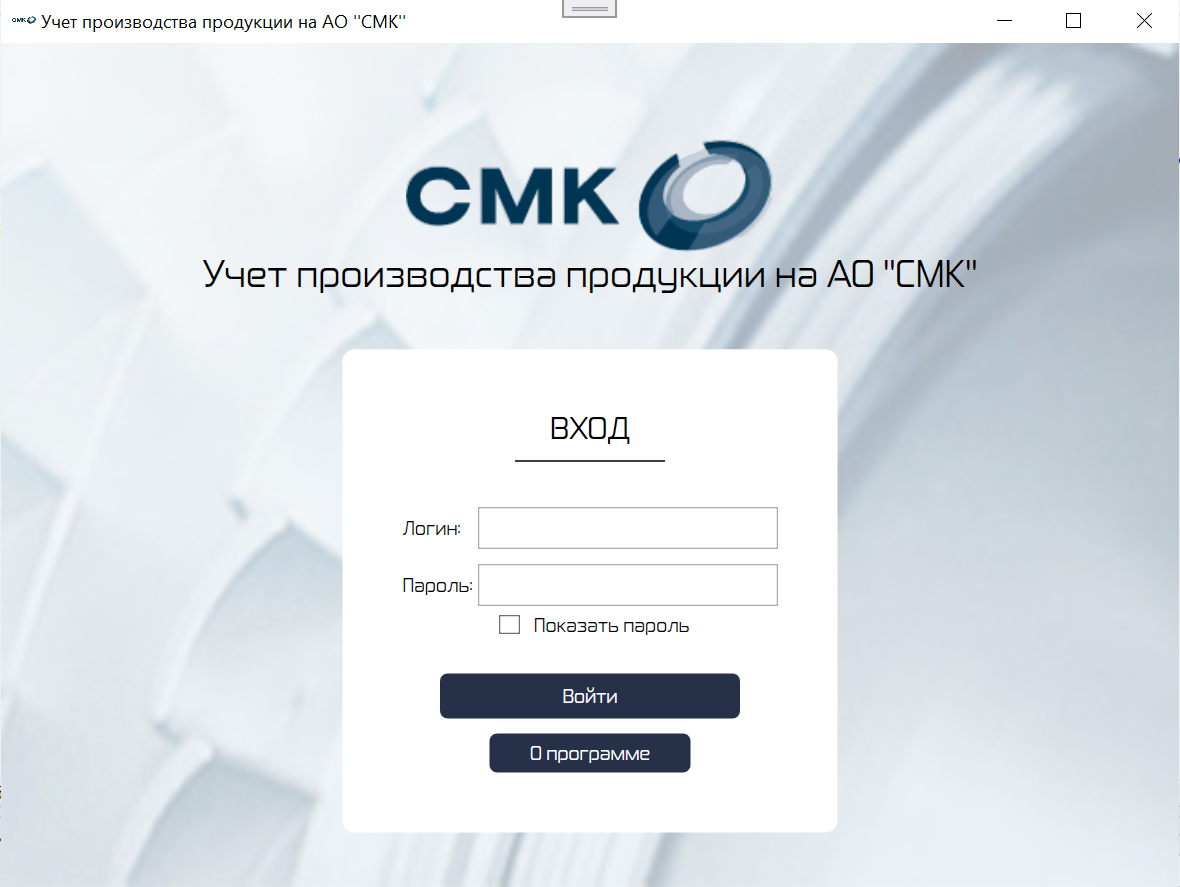 СМК Учет производства продукции на АО "СМК"
СМК
Учет производства продукции на АО "СМК"
ВХОД
Логин:
Пароль:
Показать пароль
Войти
О программе